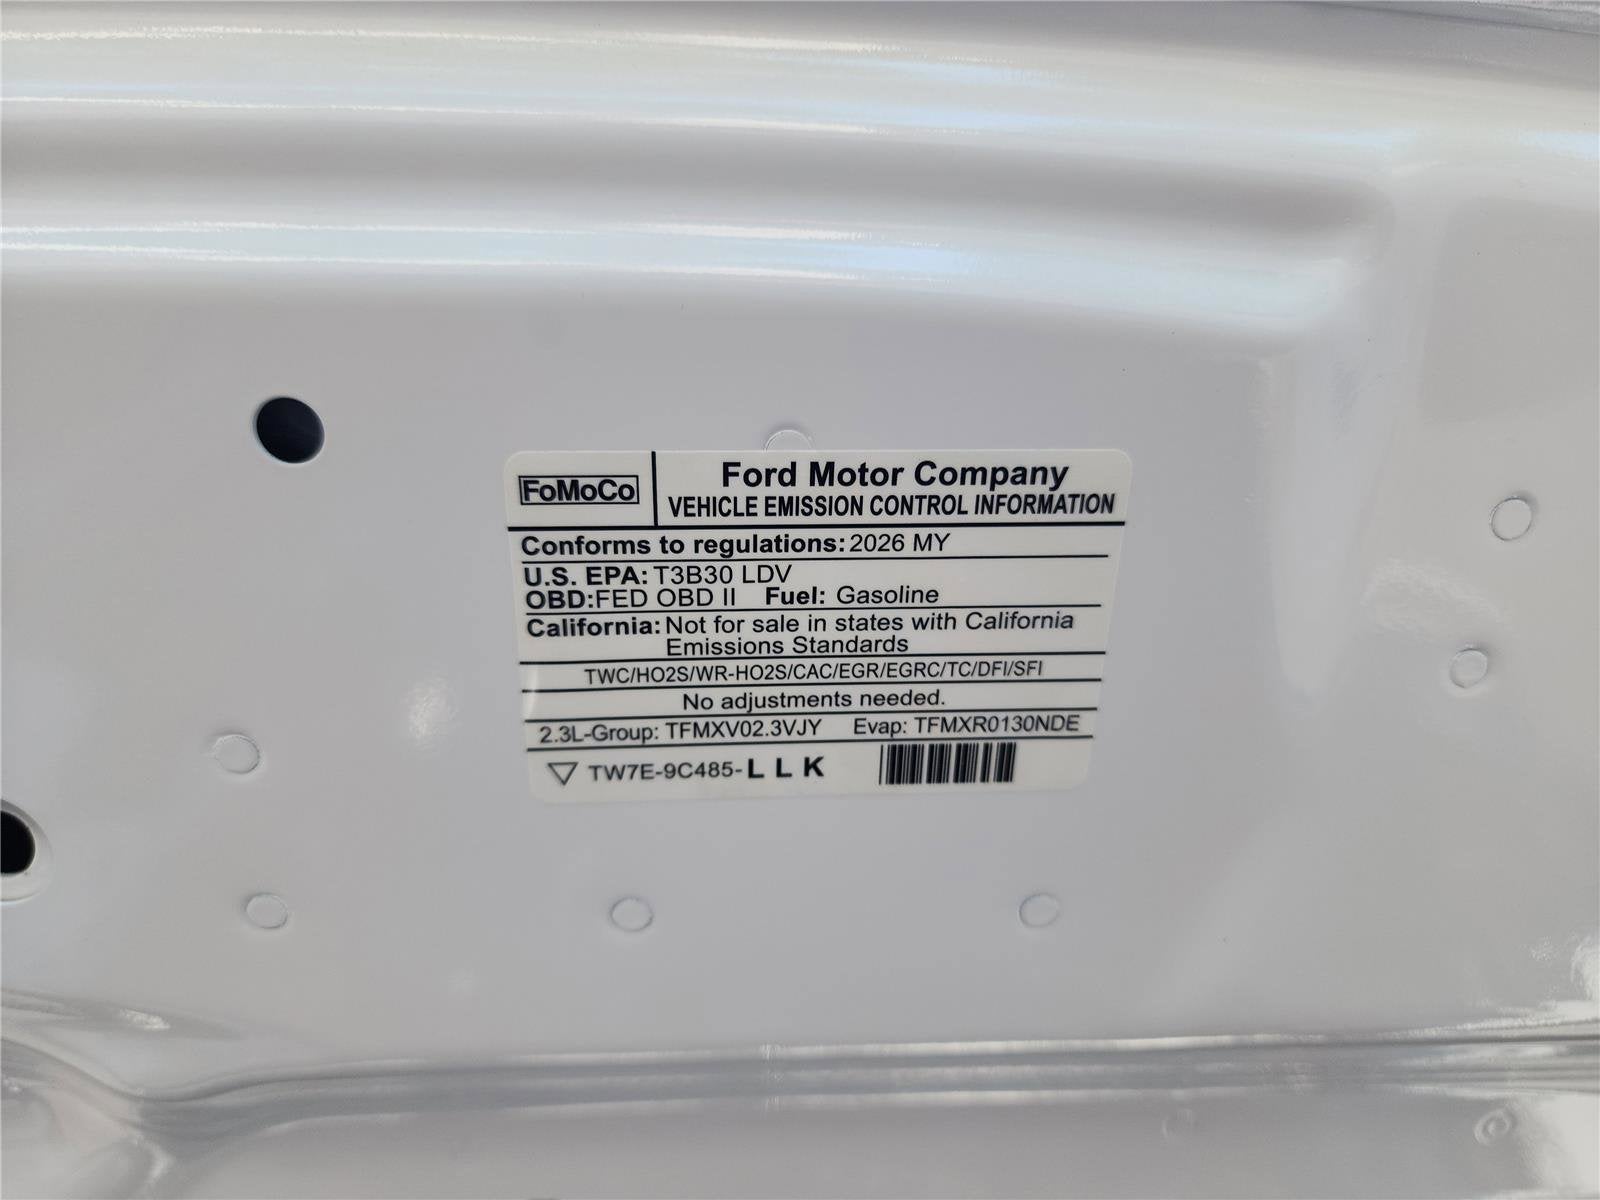 FoMoCo
Ford Motor Company
VEHICLE EMISSION CONTROL INFORMATION
Conforms to regulations: 2026 MY
U.S. EPA: T3B30 LDV
OBD:FED OBD II Fuel: Gasoline
California: Not for sale in states with California
Emissions Standards
TWC/HO2S/WR-HO2S/CAC/EGR/EGRC/TC/DFI/SFI
No adjustments needed.
2.3L-Group: TFMXV02.3VJY Evap: TFMXR0130NDE
TW7E-9C485-L L K